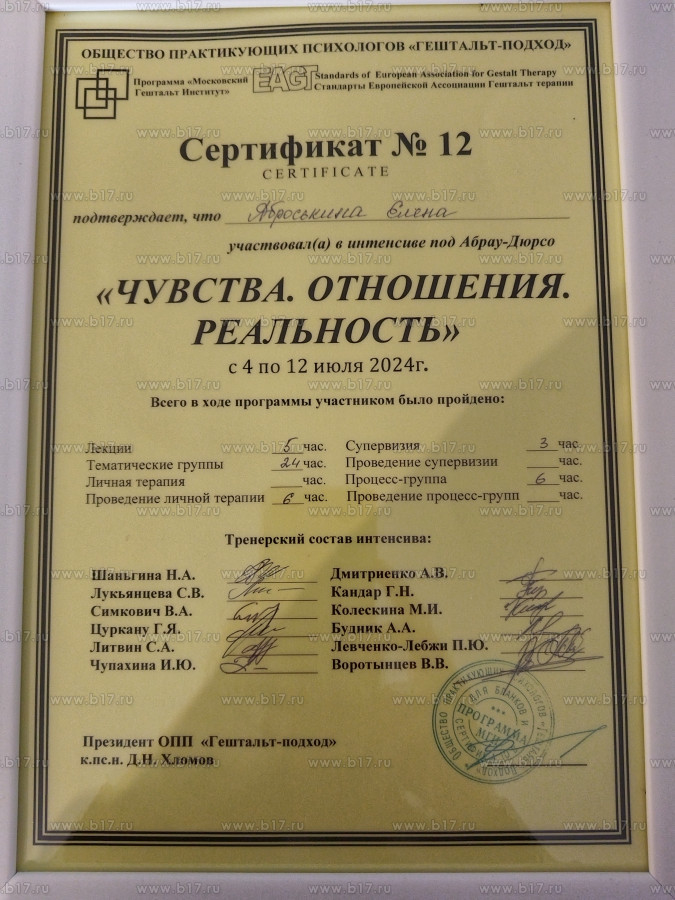 ОБЩЕСТВО ПРАКТИКУЮЩИХ ПСИХОЛОГОВ «ГЕШТАЛЬТ-ПОДХОД»
Программа «Московский Гештальт Институт»
EAGT
Standards of European Association for Gestalt Therapy
Стандарты Европейской Ассоциации Гештальт терапии
Сертификат № 12
CERTIFICATE
подтверждает, что Аброськина Елена
участвовал(а) в интенсиве под Абрау-Дюрсо
«ЧУВСТВА. ОТНОШЕНИЯ.
РЕАЛЬНОСТЬ»
с 4 по 12 июля 2024г.
Всего в ходе программы участником было пройдено:
Лекции 5 час. Супервизия 3 час.
Тематические группы 24 час. Проведение супервизии час.
Личная терапия час. Процесс-группа 6 час.
Проведение личной терапии 6 час. Проведение процесс-групп час.
Тренерский состав интенсива:
Шаньгина Н.А. Дмитриенко А.В.
Лукьянцева С.В. Кандар Г.Н.
Симкович В.А. Колескина М.И.
Цуркану Г.Я. Будник А.А.
Литвин С.А. Левченко-Лебжи П.Ю.
Чупахина И.Ю. Воротынцев В.В.
Президент ОПП «Гештальт-подход»
к.пс.н. Д.Н. Хломов
ПРОГРАММА
www.b17.ru